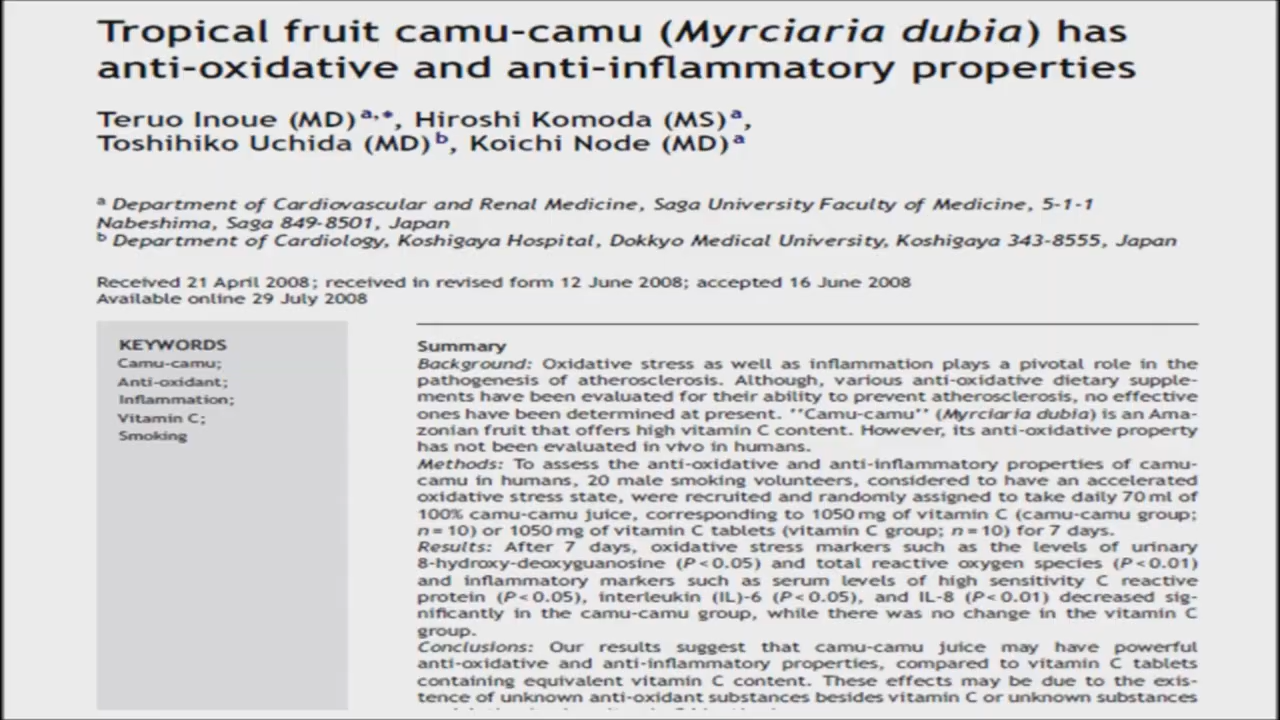 Tropical fruit camu-camu (Myrciaria dubia) has
anti-oxidative and anti-inflammatory properties
Teruo Inoue (MD)a,*, Hiroshi Komoda (MS)a,
Toshihiko Uchida (MD)b, Koichi Node (MD)a
a Department of Cardiovascular and Renal Medicine, Saga University Faculty of Medicine, 5-1-1
Nabeshima, Saga 849-8501, Japan
b Department of Cardiology, Koshigaya Hospital, Dokkyo Medical University, Koshigaya 343-8555, Japan
Received 21 April 2008; received in revised form 12 June 2008; accepted 16 June 2008
Available online 29 July 2008
KEYWORDS
Camu-camu;
Anti-oxidant;
Inflammation;
Vitamin C;
Smoking
Summary
Background: Oxidative stress as well as inflammation plays a pivotal role in the
pathogenesis of atherosclerosis. Although, various anti-oxidative dietary supple-
ments have been evaluated for their ability to prevent atherosclerosis, no effective
ones have been determined at present. ''Camu-camu'' (Myrciaria dubia) is an Ama-
zonian fruit that offers high vitamin C content. However, its anti-oxidative property
has not been evaluated in vivo in humans.
Methods: To assess the anti-oxidative and anti-inflammatory properties of camu-
camu in humans, 20 male smoking volunteers, considered to have an accelerated
oxidative stress state, were recruited and randomly assigned to take daily 70 ml of
100% camu-camu juice, corresponding to 1050 mg of vitamin C (camu-camu group;
n = 10) or 1050 mg of vitamin C tablets (vitamin C group; n = 10) for 7 days.
Results: After 7 days, oxidative stress markers such as the levels of urinary
8-hydroxy-deoxyguanosine (P < 0.05) and total reactive oxygen species (P < 0.01)
and inflammatory markers such as serum levels of high sensitivity C reactive
protein (P < 0.05), interleukin (IL)-6 (P < 0.05), and IL-8 (P < 0.01) decreased sig-
nificantly in the camu-camu group, while there was no change in the vitamin C
group.
Conclusions: Our results suggest that camu-camu juice may have powerful
anti-oxidative and anti-inflammatory properties, compared to vitamin C tablets
containing equivalent vitamin C content. These effects may be due to the exis-
tence of unknown anti-oxidant substances besides vitamin C or unknown substances